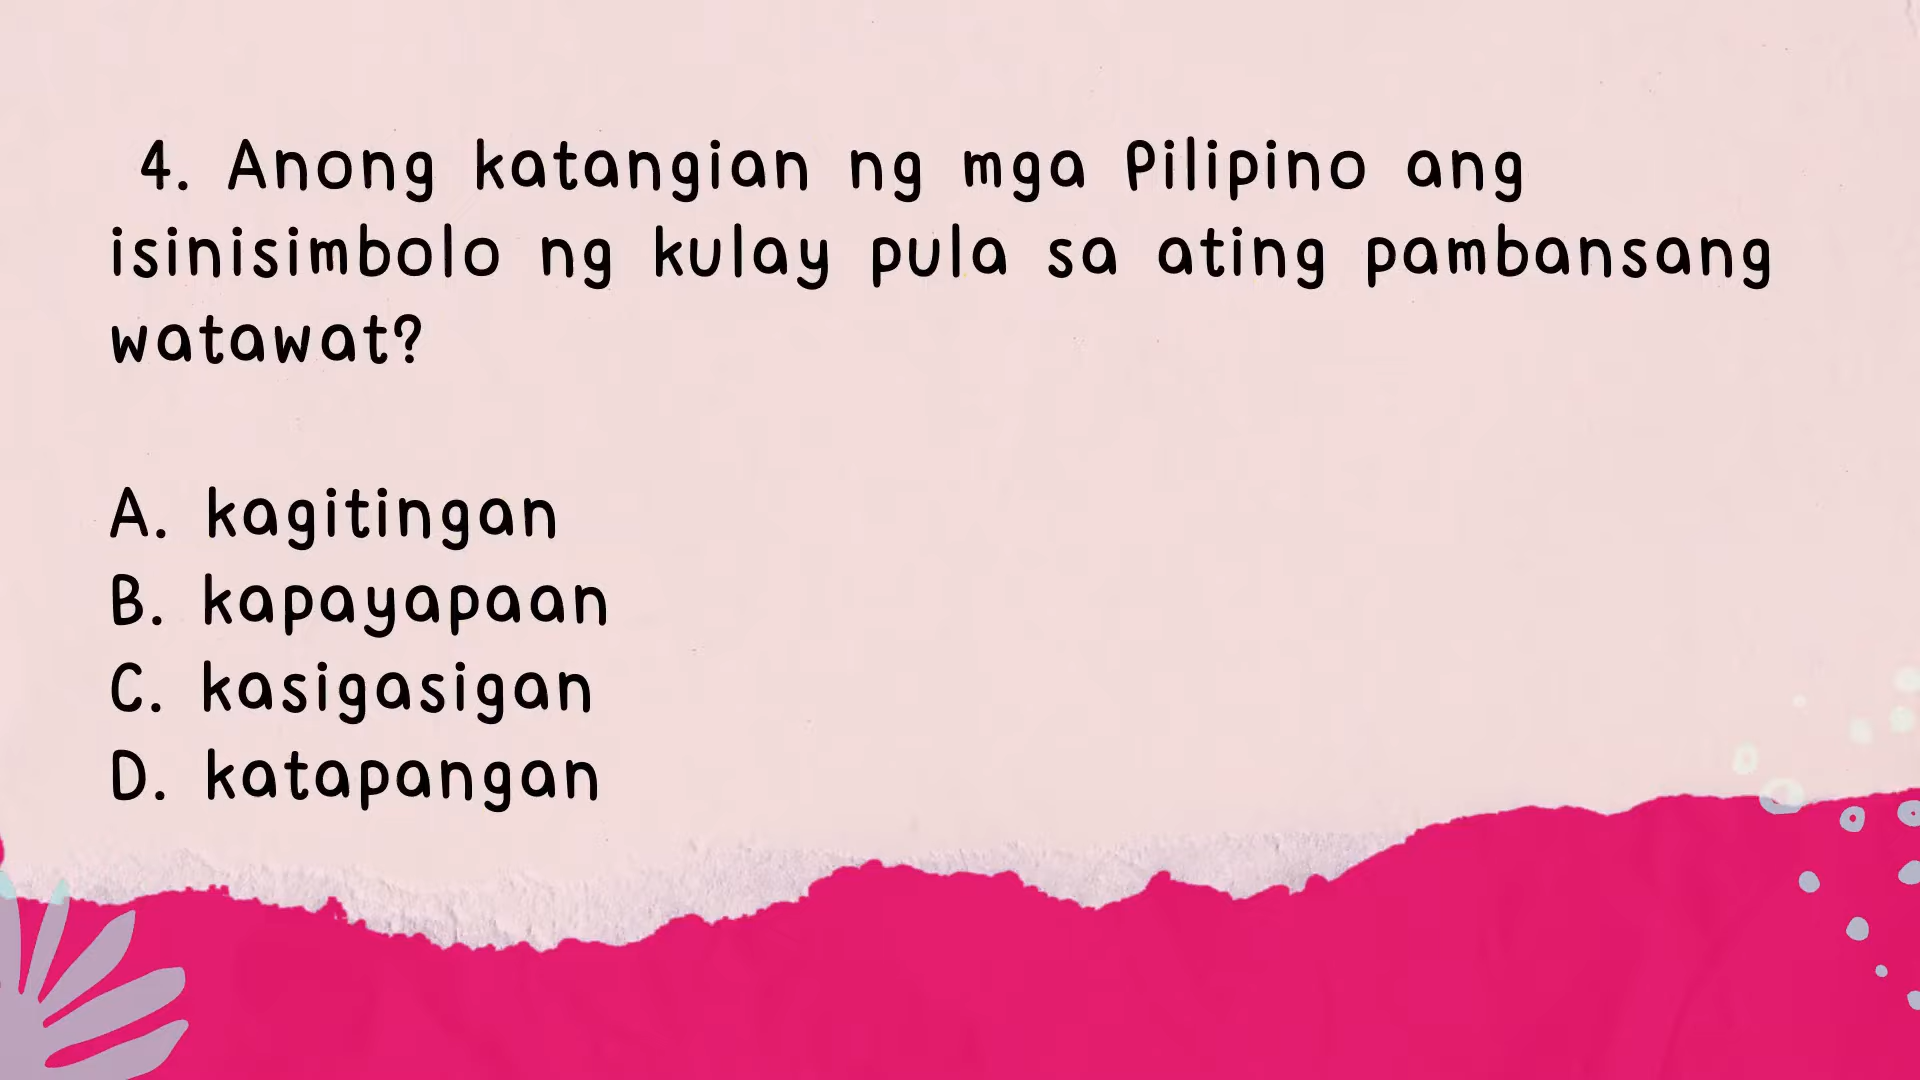 4. Anong katangian ng mga Pilipino ang
isinisimbolo ng kulay pula sa ating pambansang
watawat?
A. kagitingan
B. kapayapaan
C. kasigasigan
D. katapangan